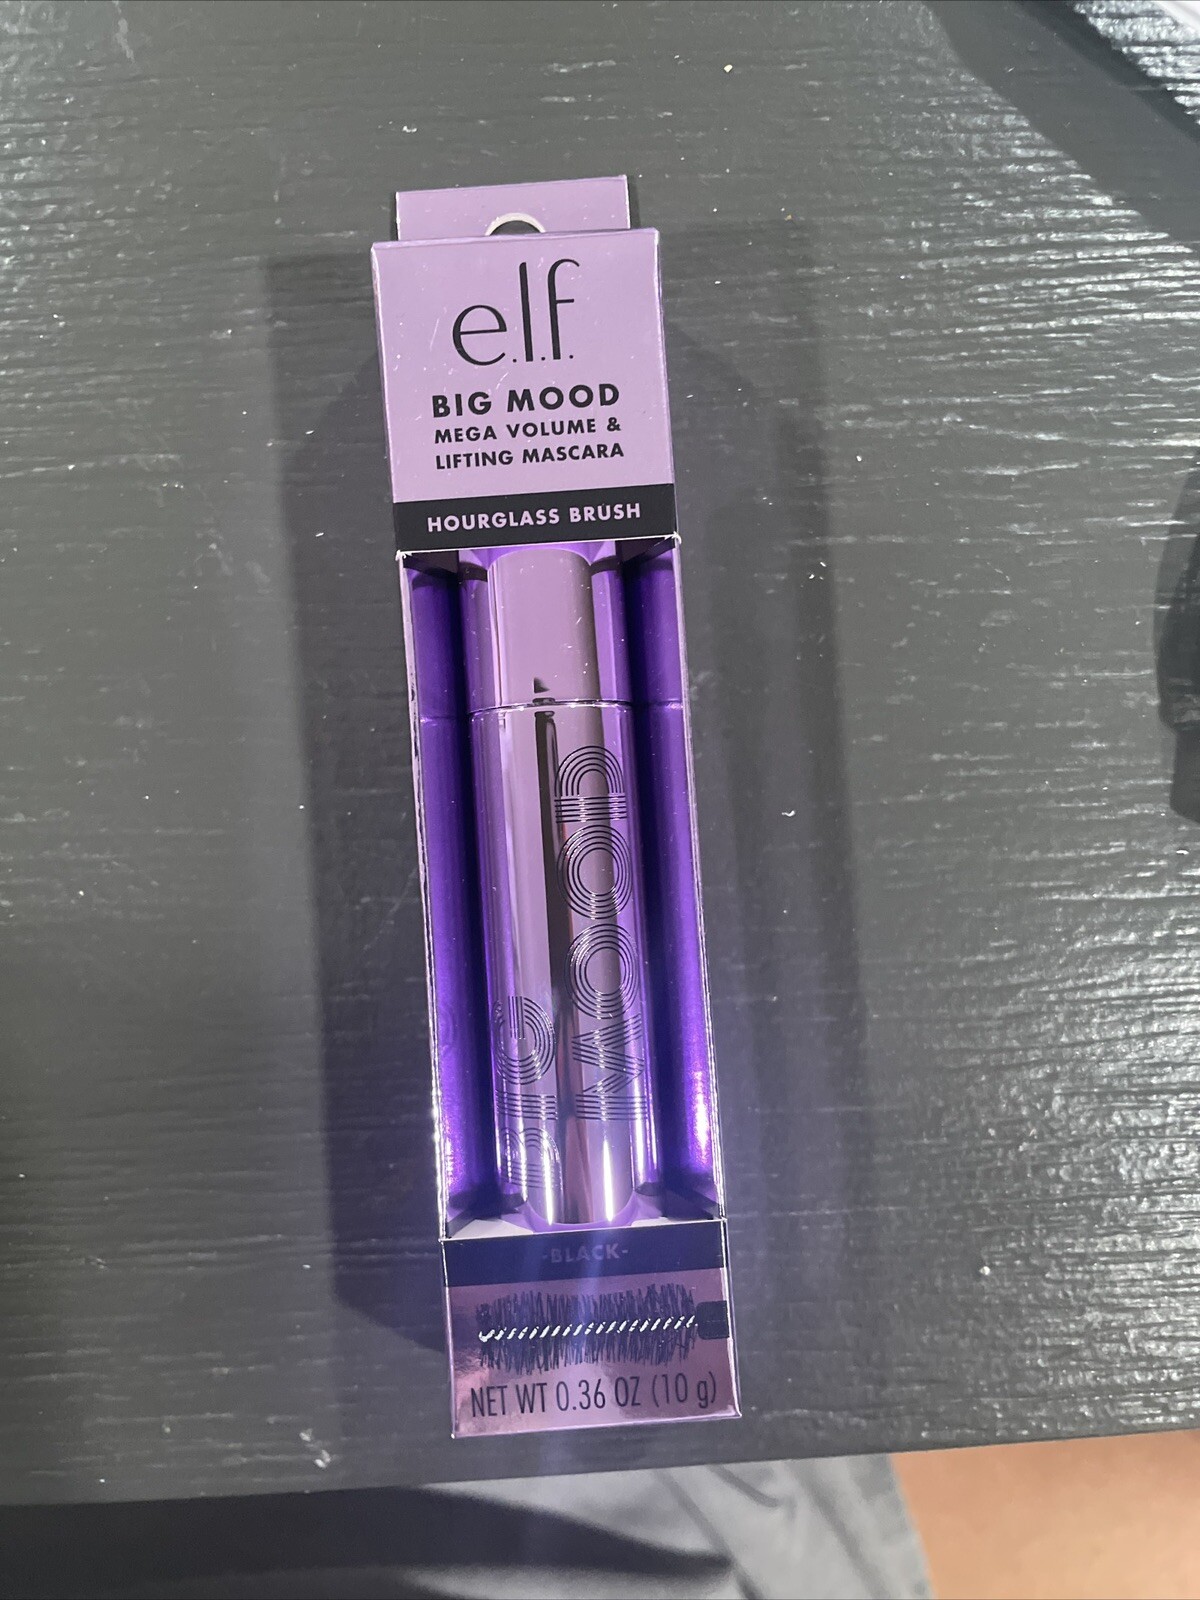 e.l.f.
BIG MOOD
MEGA VOLUME &
LIFTING MASCARA
HOURGLASS BRUSH
BIG
MOOD
-BLACK-
NET WT 0.36 OZ (10 g)